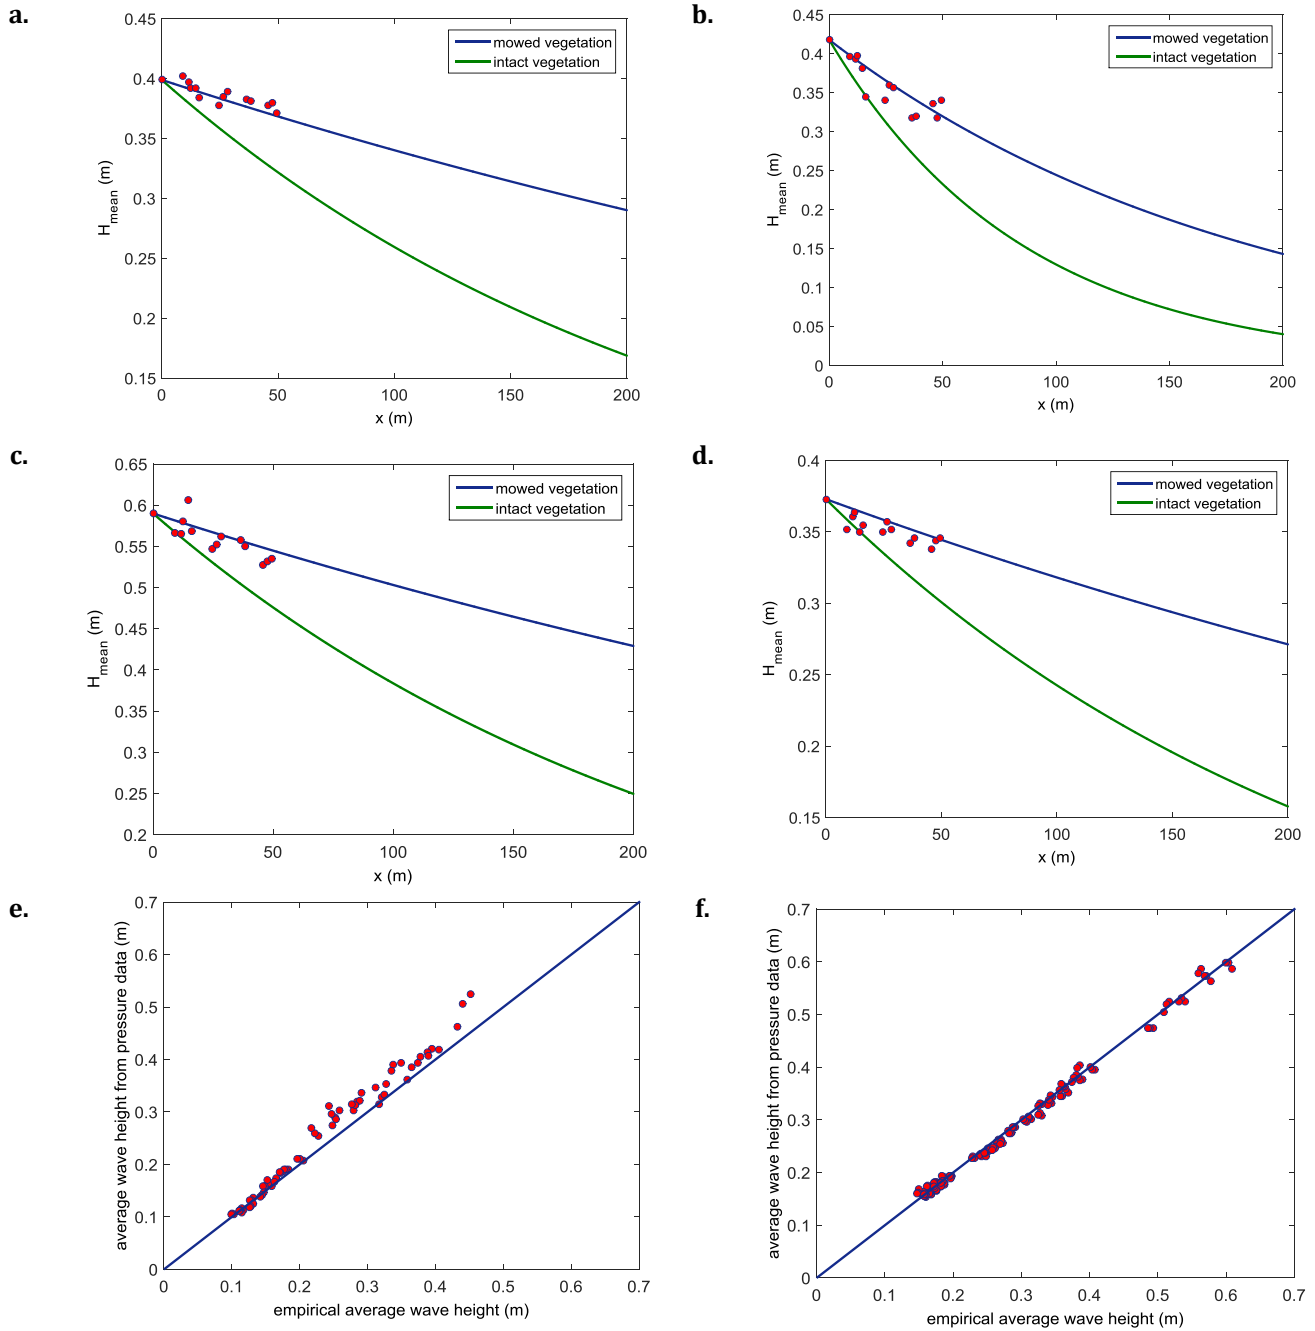 a.
0.45
0.4
0.35
0.3
0.25
0.2
0.15
H_mean (m)
mowed vegetation
intact vegetation
0 50 100 150 200
x (m)
b.
0.45
0.4
0.35
0.3
0.25
0.2
0.15
0.1
0.05
0
H_mean (m)
mowed vegetation
intact vegetation
0 50 100 150 200
x (m)
c.
0.65
0.6
0.55
0.5
0.45
0.4
0.35
0.3
0.25
0.2
H_mean (m)
mowed vegetation
intact vegetation
0 50 100 150 200
x (m)
d.
0.4
0.35
0.3
0.25
0.2
0.15
H_mean (m)
mowed vegetation
intact vegetation
0 50 100 150 200
x (m)
e.
0.7
0.6
0.5
0.4
0.3
0.2
0.1
0
average wave height from pressure data (m)
0 0.1 0.2 0.3 0.4 0.5 0.6 0.7
empirical average wave height (m)
f.
0.7
0.6
0.5
0.4
0.3
0.2
0.1
0
average wave height from pressure data (m)
0 0.1 0.2 0.3 0.4 0.5 0.6 0.7
empirical average wave height (m)